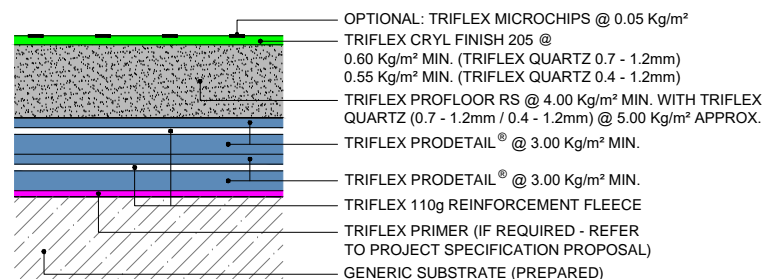 OPTIONAL: TRIFLEX MICROCHIPS @ 0.05 Kg/m²
TRIFLEX CRYL FINISH 205 @
0.60 Kg/m² MIN. (TRIFLEX QUARTZ 0.7 - 1.2mm)
0.55 Kg/m² MIN. (TRIFLEX QUARTZ 0.4 - 1.2mm)
TRIFLEX PROFLOOR RS @ 4.00 Kg/m² MIN. WITH TRIFLEX
QUARTZ (0.7 - 1.2mm / 0.4 - 1.2mm) @ 5.00 Kg/m² APPROX.
TRIFLEX PRODETAIL® @ 3.00 Kg/m² MIN.
TRIFLEX PRODETAIL® @ 3.00 Kg/m² MIN.
TRIFLEX 110g REINFORCEMENT FLEECE
TRIFLEX PRIMER (IF REQUIRED - REFER
TO PROJECT SPECIFICATION PROPOSAL)
GENERIC SUBSTRATE (PREPARED)